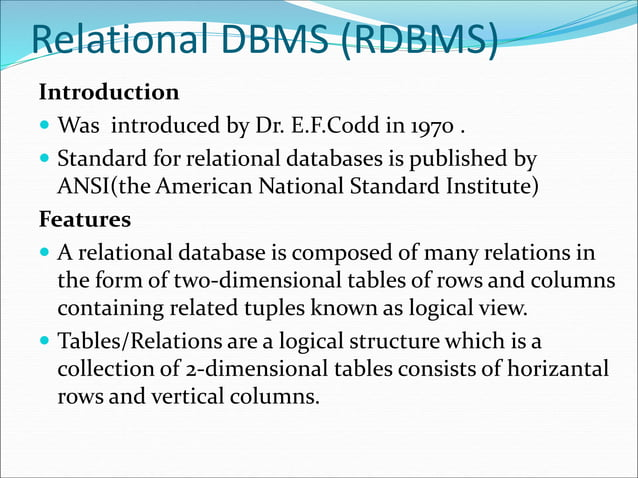 Relational DBMS (RDBMS)
Introduction
Was introduced by Dr. E.F.Codd in 1970 .
Standard for relational databases is published by
ANSI(the American National Standard Institute)
Features
A relational database is composed of many relations in
the form of two-dimensional tables of rows and columns
containing related tuples known as logical view.
Tables/Relations are a logical structure which is a
collection of 2-dimensional tables consists of horizantal
rows and vertical columns.